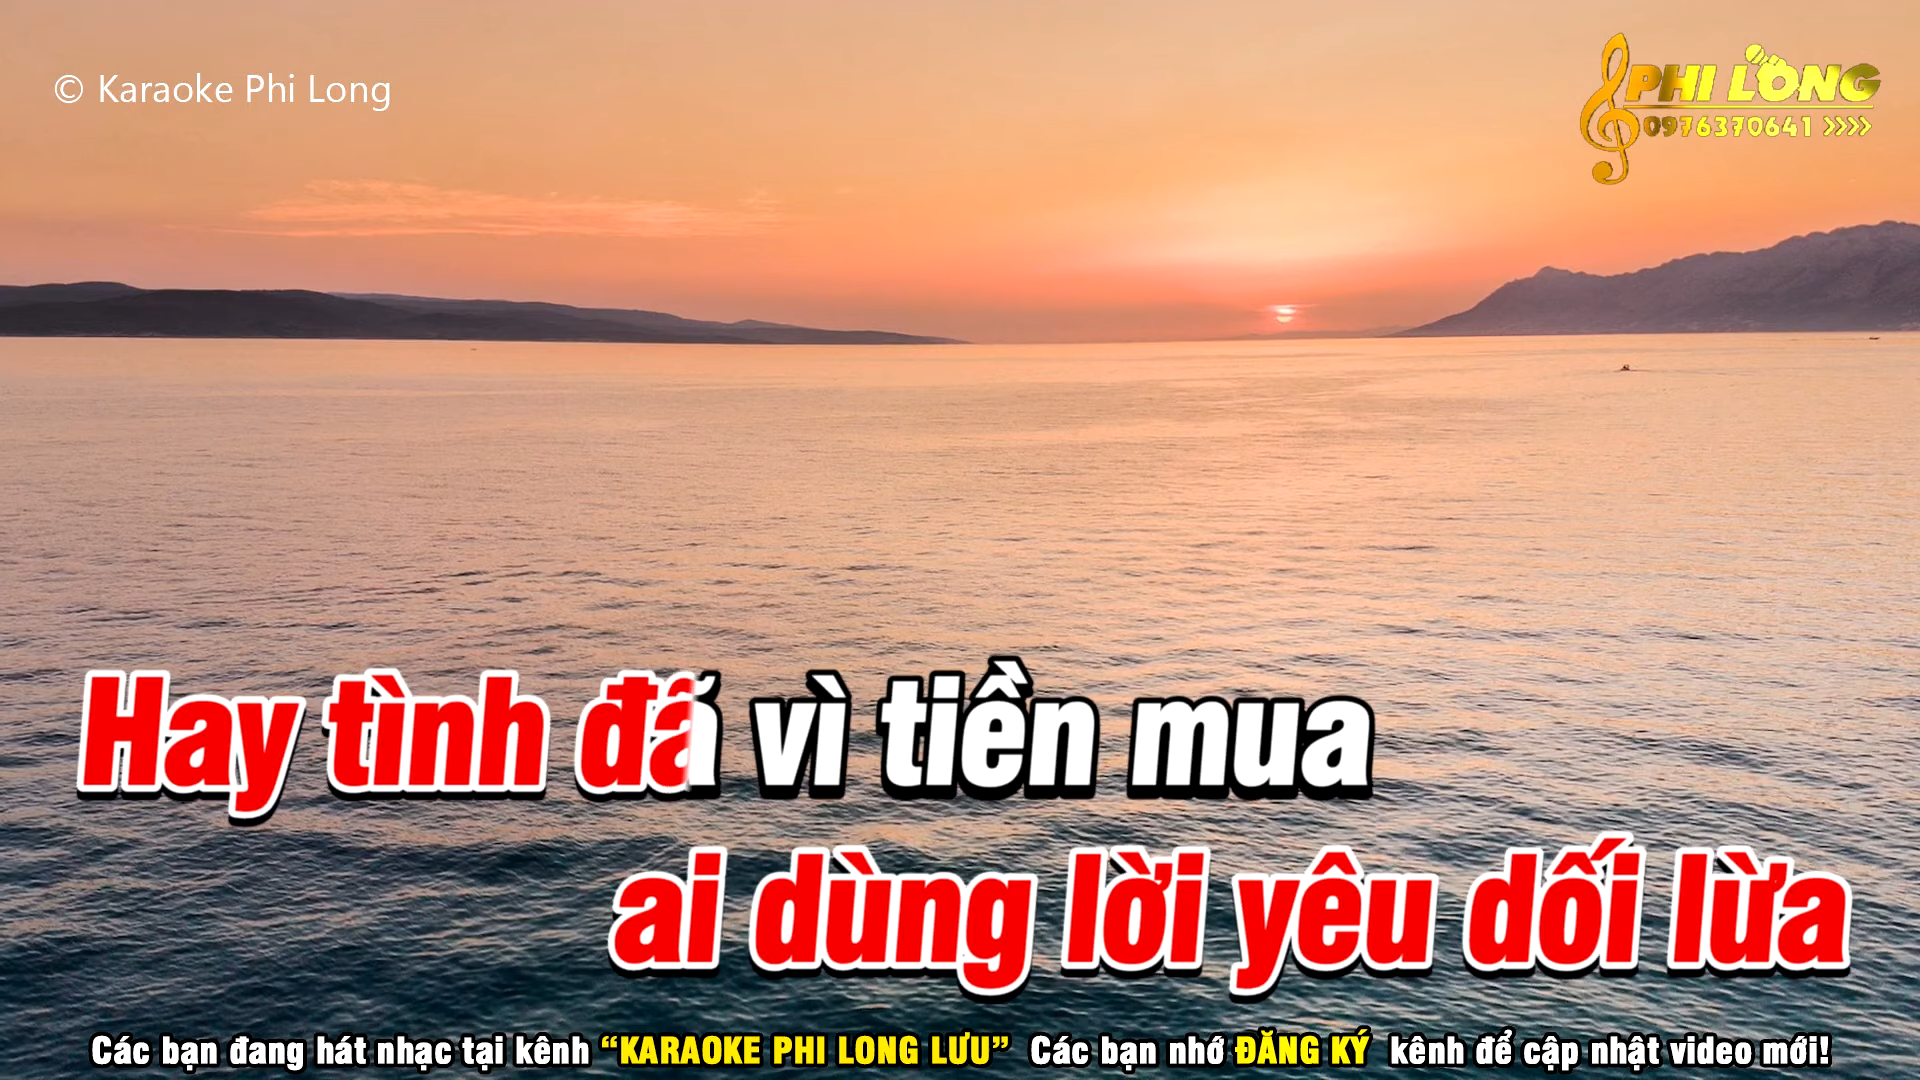 © Karaoke Phi Long
PHI LONG
0976370641 >>>>
Hay tình đã vì tiền mua
ai dùng lời yêu dối lừa
Các bạn đang hát nhạc tại kênh “KARAOKE PHI LONG LƯU” Các bạn nhớ ĐĂNG KÝ kênh để cập nhật video mới!